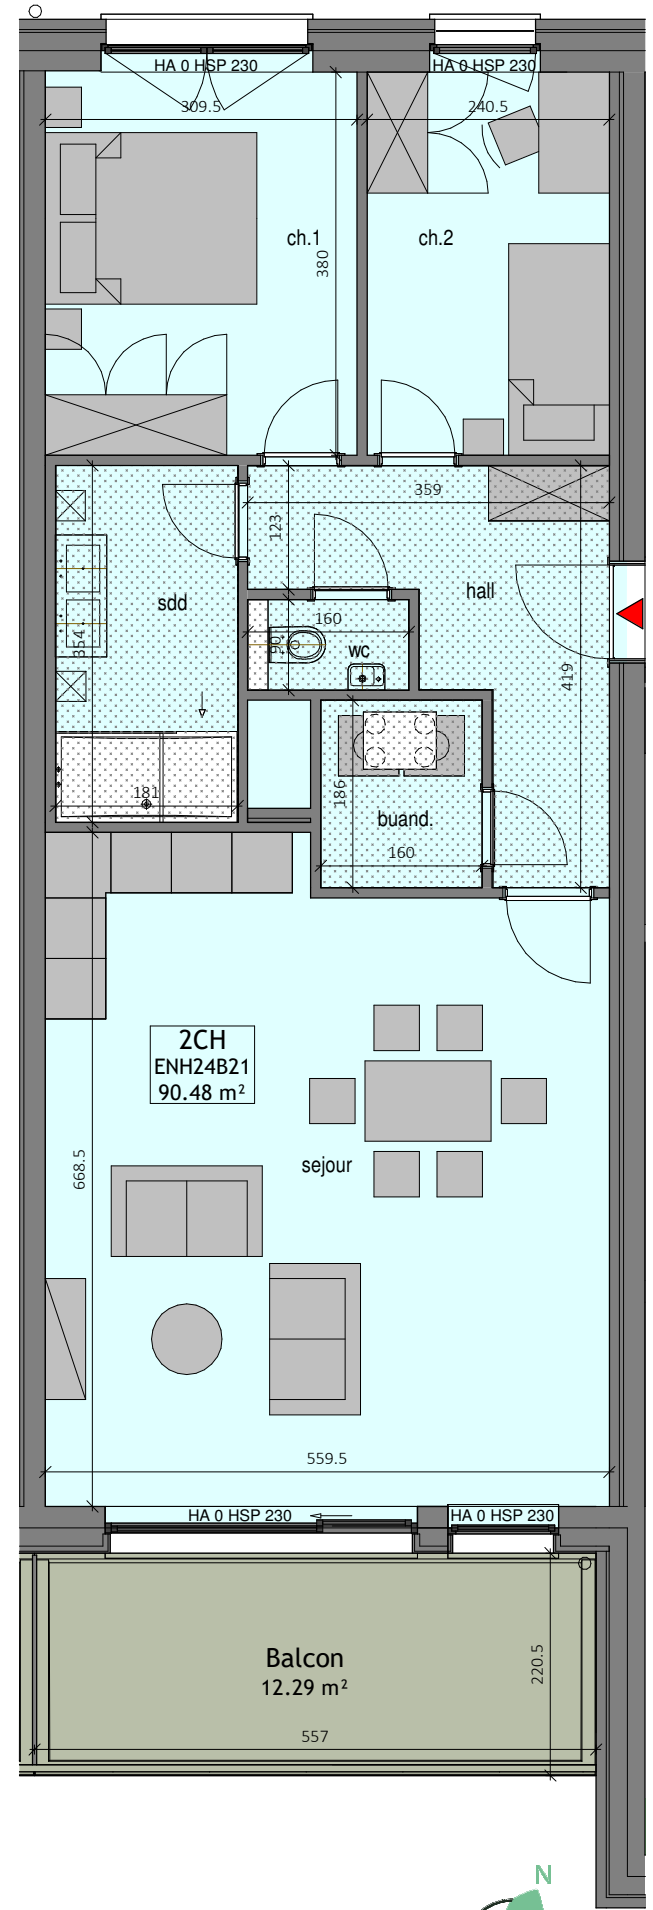 HA 0 HSP 230
HA 0 HSP 230
309.5
240.5
ch.1
ch.2
380
359
123
sdd
hall
160
90
WC
354
419
181
186
buand.
160
2CH
ENH24B21
90.48 m²
668.5
sejour
559.5
HA 0 HSP 230
HA 0 HSP 230
Balcon
12.29 m²
220.5
557
N